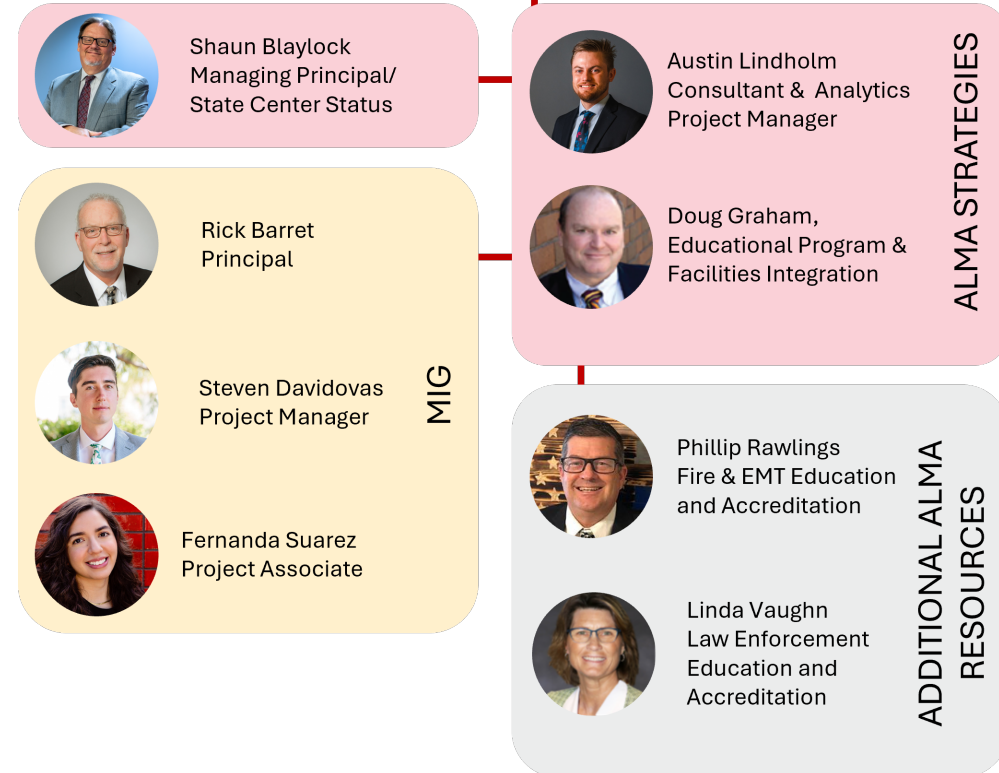 Shaun Blaylock
Managing Principal/
State Center Status
Austin Lindholm
Consultant & Analytics
Project Manager
Doug Graham,
Educational Program &
Facilities Integration
ALMA STRATEGIES
Rick Barret
Principal
Steven Davidovas
Project Manager
Fernanda Suarez
Project Associate
MIG
Phillip Rawlings
Fire & EMT Education
and Accreditation
Linda Vaughn
Law Enforcement
Education and
Accreditation
ADDITIONAL ALMA
RESOURCES